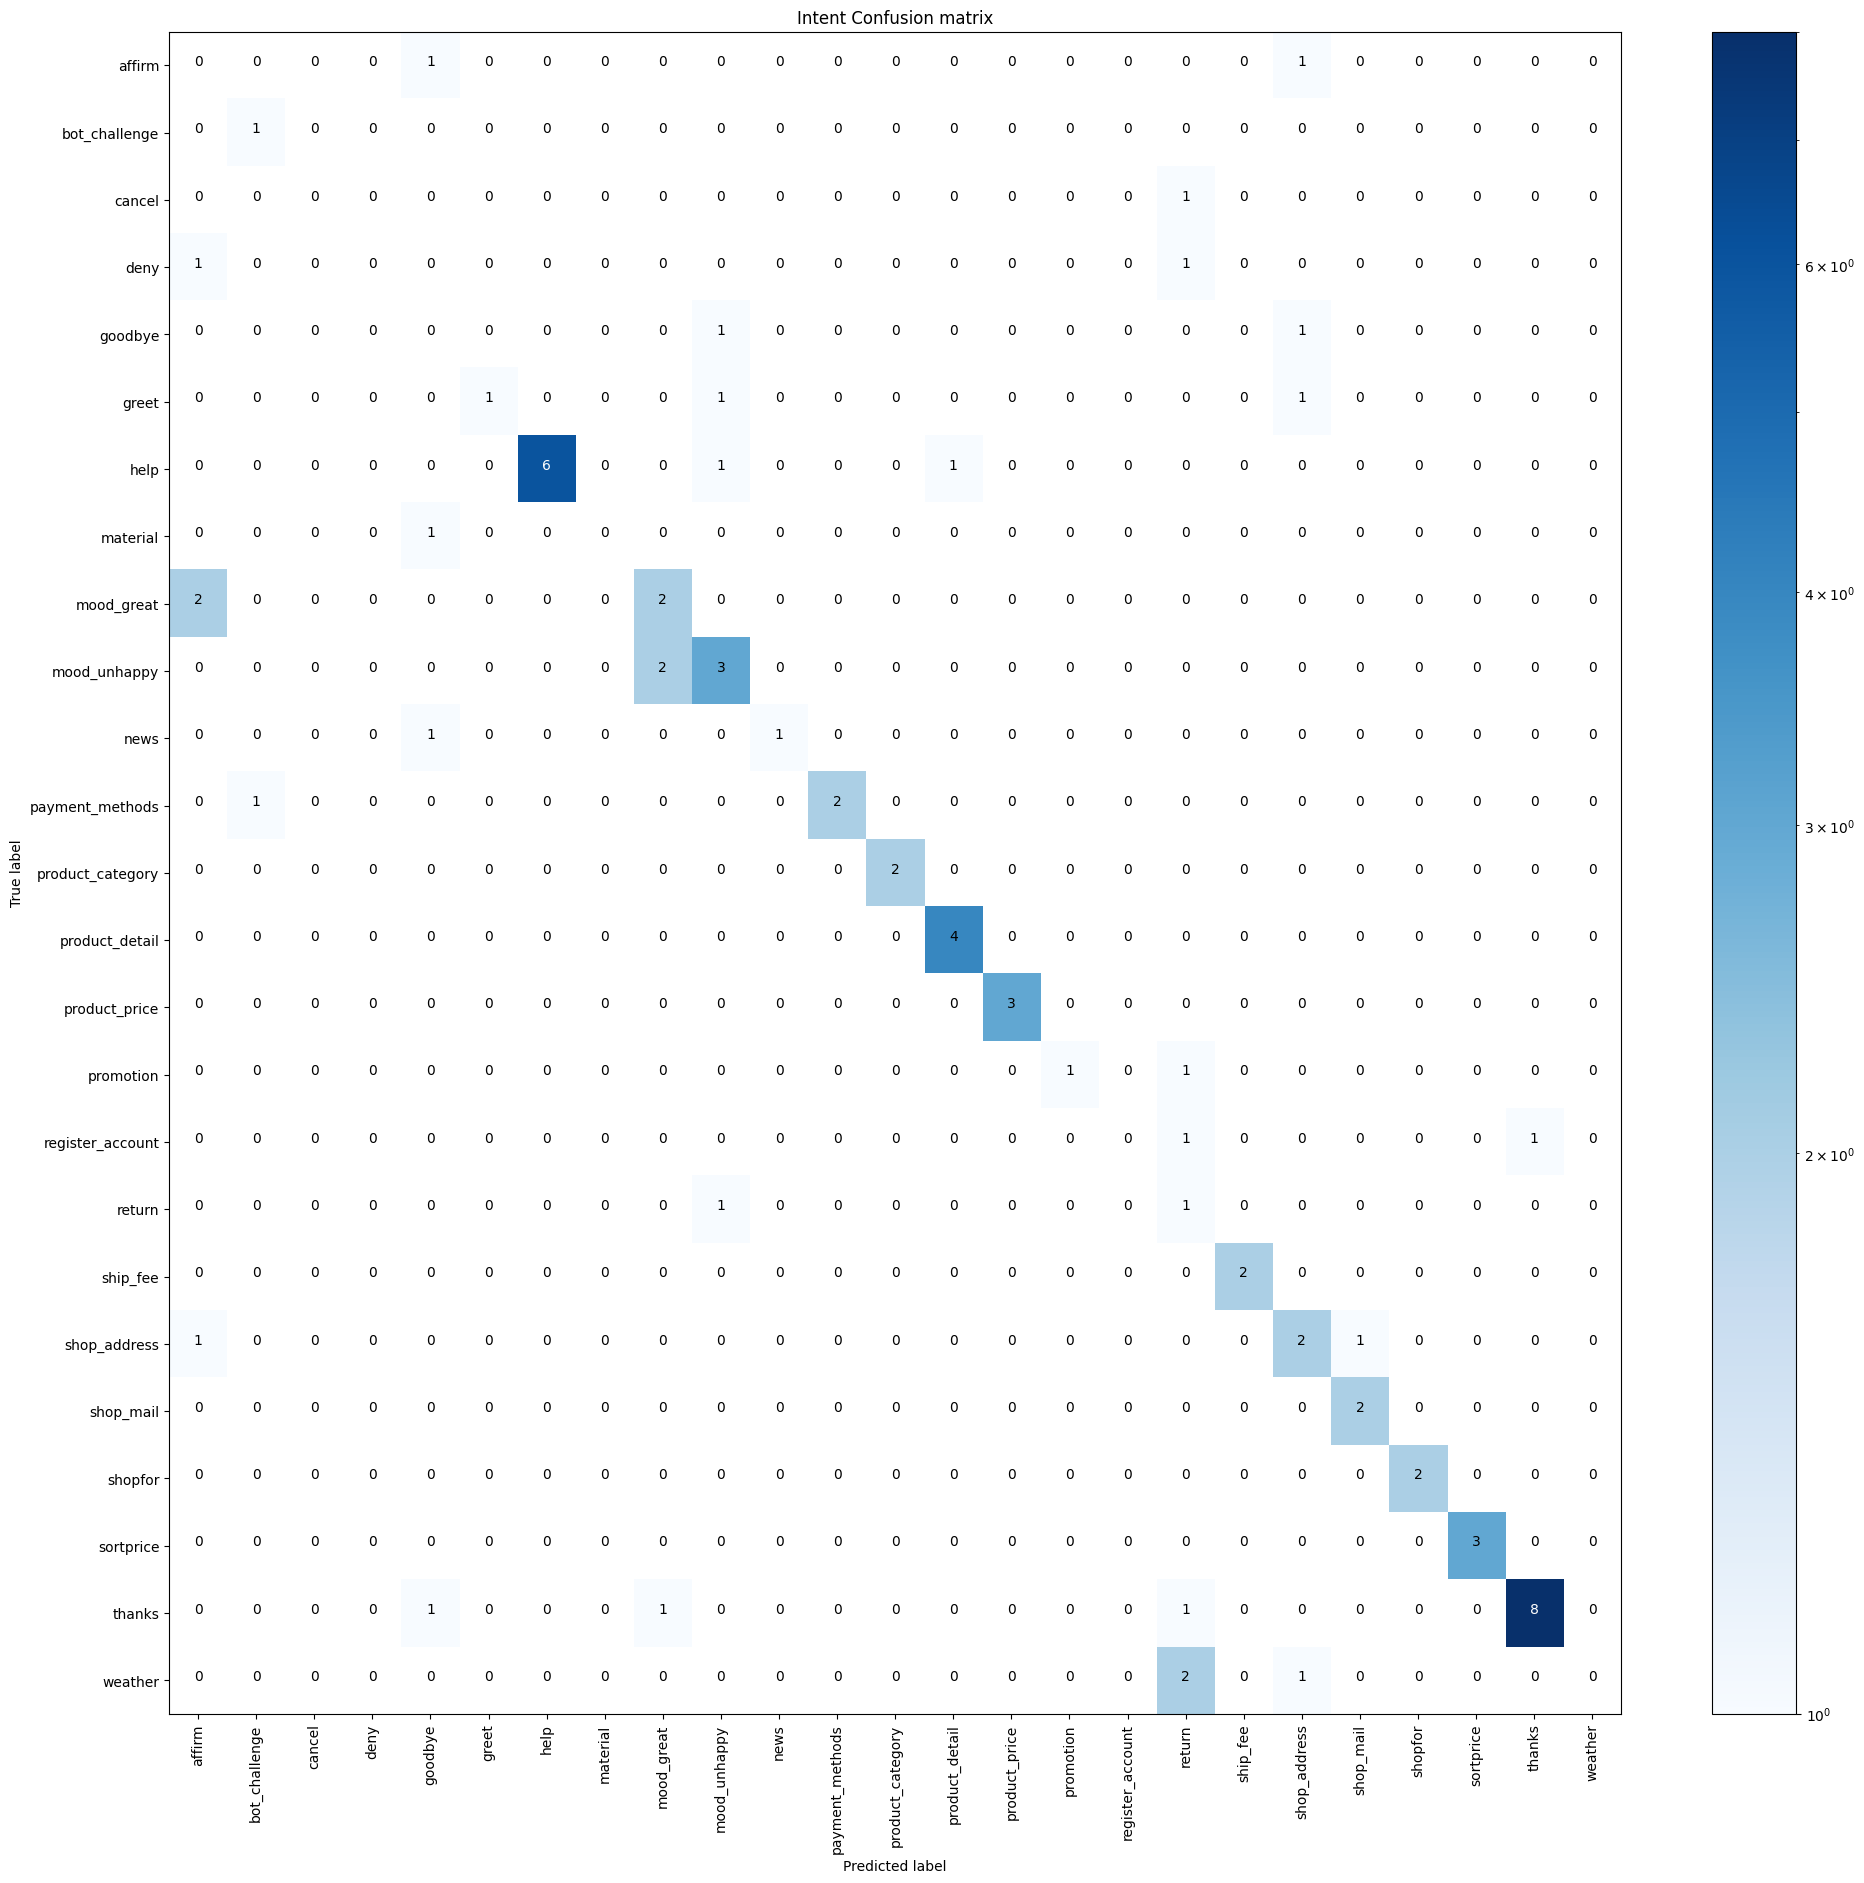 Intent Confusion matrix
affirm 0 0 0 0 1 0 0 0 0 0 0 0 0 0 0 0 0 0 0 1 0 0 0 0 0
bot_challenge 0 1 0 0 0 0 0 0 0 0 0 0 0 0 0 0 0 0 0 0 0 0 0 0 0
cancel 0 0 0 0 0 0 0 0 0 0 0 0 0 0 0 0 0 1 0 0 0 0 0 0 0
deny 1 0 0 0 0 0 0 0 0 0 0 0 0 0 0 0 0 1 0 0 0 0 0 0 0
6 × 10⁰
goodbye 0 0 0 0 0 0 0 0 0 1 0 0 0 0 0 0 0 0 0 1 0 0 0 0 0
greet 0 0 0 0 0 1 0 0 0 1 0 0 0 0 0 0 0 0 0 1 0 0 0 0 0
help 0 0 0 0 0 0 6 0 0 1 0 0 0 1 0 0 0 0 0 0 0 0 0 0 0
material 0 0 0 0 1 0 0 0 0 0 0 0 0 0 0 0 0 0 0 0 0 0 0 0 0
4 × 10⁰
mood_great 2 0 0 0 0 0 0 0 2 0 0 0 0 0 0 0 0 0 0 0 0 0 0 0 0
mood_unhappy 0 0 0 0 0 0 0 0 2 3 0 0 0 0 0 0 0 0 0 0 0 0 0 0 0
news 0 0 0 0 1 0 0 0 0 0 1 0 0 0 0 0 0 0 0 0 0 0 0 0 0
payment_methods 0 1 0 0 0 0 0 0 0 0 0 2 0 0 0 0 0 0 0 0 0 0 0 0 0
3 × 10⁰
True label
product_category 0 0 0 0 0 0 0 0 0 0 0 0 2 0 0 0 0 0 0 0 0 0 0 0 0
product_detail 0 0 0 0 0 0 0 0 0 0 0 0 0 4 0 0 0 0 0 0 0 0 0 0 0
product_price 0 0 0 0 0 0 0 0 0 0 0 0 0 0 3 0 0 0 0 0 0 0 0 0 0
promotion 0 0 0 0 0 0 0 0 0 0 0 0 0 0 0 1 0 1 0 0 0 0 0 0 0
register_account 0 0 0 0 0 0 0 0 0 0 0 0 0 0 0 0 0 1 0 0 0 0 0 1 0
2 × 10⁰
return 0 0 0 0 0 0 0 0 0 1 0 0 0 0 0 0 0 1 0 0 0 0 0 0 0
ship_fee 0 0 0 0 0 0 0 0 0 0 0 0 0 0 0 0 0 0 2 0 0 0 0 0 0
shop_address 1 0 0 0 0 0 0 0 0 0 0 0 0 0 0 0 0 0 0 2 1 0 0 0 0
shop_mail 0 0 0 0 0 0 0 0 0 0 0 0 0 0 0 0 0 0 0 0 2 0 0 0 0
shopfor 0 0 0 0 0 0 0 0 0 0 0 0 0 0 0 0 0 0 0 0 0 2 0 0 0
sortprice 0 0 0 0 0 0 0 0 0 0 0 0 0 0 0 0 0 0 0 0 0 0 3 0 0
thanks 0 0 0 0 1 0 0 0 1 0 0 0 0 0 0 0 0 1 0 0 0 0 0 8 0
weather 0 0 0 0 0 0 0 0 0 0 0 0 0 0 0 0 0 2 0 1 0 0 0 0 0
10⁰
affirm
bot_challenge
cancel
deny
goodbye
greet
help
material
mood_great
mood_unhappy
news
payment_methods
product_category
product_detail
product_price
promotion
register_account
return
ship_fee
shop_address
shop_mail
shopfor
sortprice
thanks
weather
Predicted label